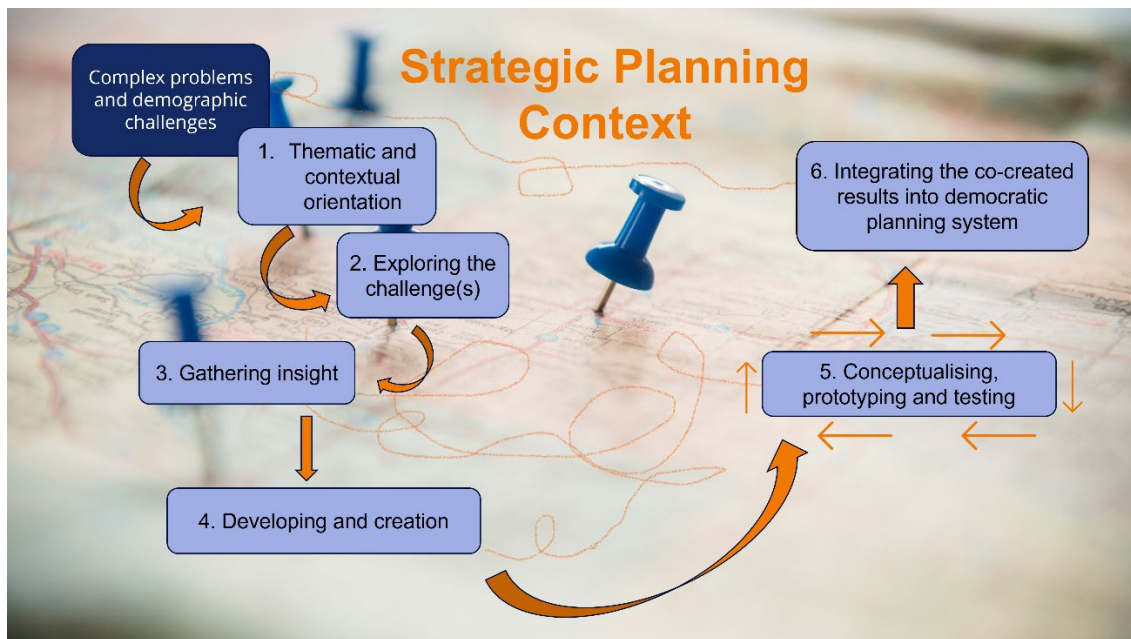 Strategic Planning
Context
Complex problems
and demographic
challenges
1. Thematic and
contextual
orientation
2. Exploring the
challenge(s)
3. Gathering insight
4. Developing and creation
5. Conceptualising,
prototyping and testing
6. Integrating the co-created
results into democratic
planning system